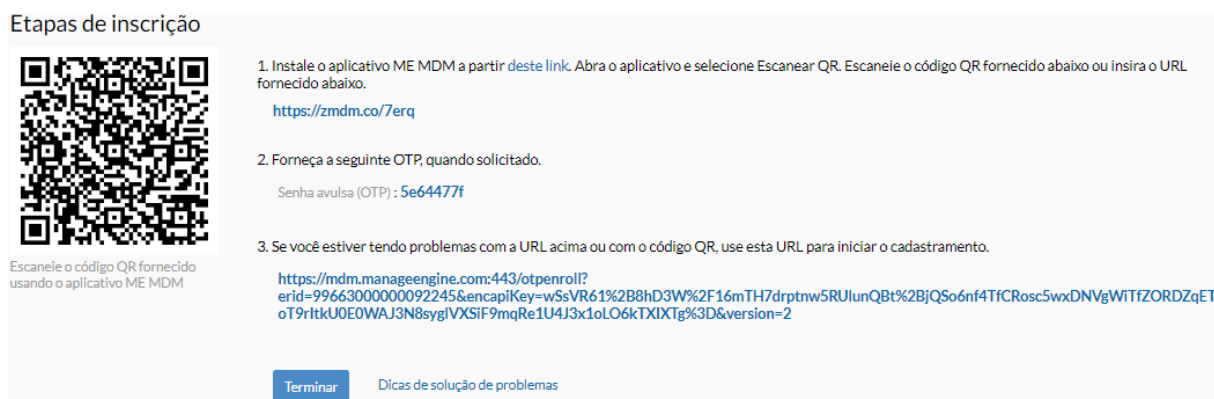 Etapas de inscrição
1. Instale o aplicativo ME MDM a partir deste link. Abra o aplicativo e selecione Escanear QR. Escaneie o código QR fornecido abaixo ou insira o URL
fornecido abaixo.
https://zmdm.co/7erq
2. Forneça a seguinte OTP, quando solicitado.
Senha avulsa (OTP) : 5e64477f
3. Se você estiver tendo problemas com a URL acima ou com o código QR, use esta URL para iniciar o cadastramento.
Escaneie o código QR fornecido
usando o aplicativo ME MDM
https://mdm.manageengine.com:443/otpenroll?
erid=99663000000092245&encapiKey=wSsVR61%2B8hD3W%2F16mTH7drptnw5RUlunQBt%2BjQSo6nf4TfCRosc5wxDNVgWiTfZORDZqET
oT9rItkU0E0WAJ3N8syglVXSiF9mqRe1U4J3x1oLO6kTXIXTg%3D&version=2
Terminar
Dicas de solução de problemas